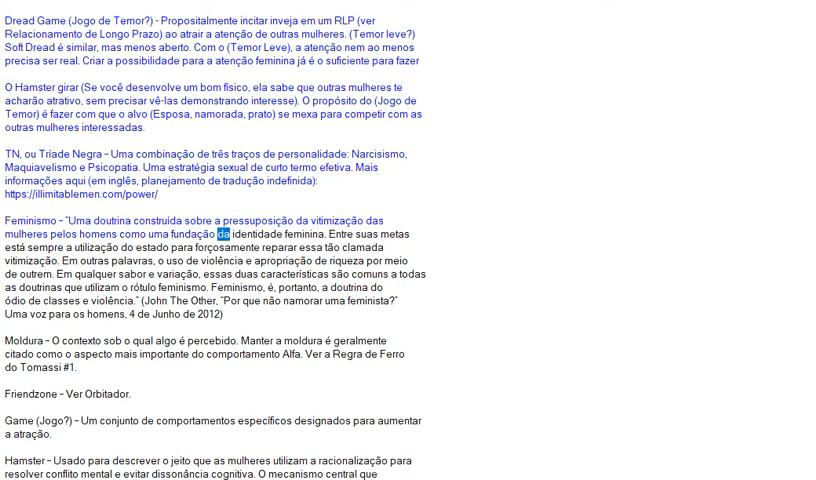 Dread Game (Jogo de Temor?) - Propositalmente incitar inveja em um RLP (ver
Relacionamento de Longo Prazo) ao atrair a atenção de outras mulheres. (Temor leve?)
Soft Dread é similar, mas menos aberto. Com o (Temor Leve), a atenção nem ao menos
precisa ser real. Criar a possibilidade para a atenção feminina já é o suficiente para fazer
O Hamster girar (Se você desenvolve um bom físico, ela sabe que outras mulheres te
acharão atrativo, sem precisar vê-las demonstrando interesse). O propósito do (Jogo de
Temor) é fazer com que o alvo (Esposa, namorada, prato) se mexa para competir com as
outras mulheres interessadas.
TN, ou Tríade Negra – Uma combinação de três traços de personalidade: Narcisismo,
Maquiavelismo e Psicopatia. Uma estratégia sexual de curto termo efetiva. Mais
informações aqui (em inglês, planejamento de tradução indefinida):
https://illimitablemen.com/power/
Feminismo – “Uma doutrina construída sobre a pressuposição da vitimização das
mulheres pelos homens como uma fundação da identidade feminina. Entre suas metas
está sempre a utilização do estado para forçosamente reparar essa tão clamada
vitimização. Em outras palavras, o uso de violência e apropriação de riqueza por meio
de outrem. Em qualquer sabor e variação, essas duas características são comuns a todas
as doutrinas que utilizam o rótulo feminismo. Feminismo, é, portanto, a doutrina do
ódio de classes e violência.” (John The Other, “Por que não namorar uma feminista?”
Uma voz para os homens, 4 de Junho de 2012)
Moldura – O contexto sob o qual algo é percebido. Manter a moldura é geralmente
citado como o aspecto mais importante do comportamento Alfa. Ver a Regra de Ferro
do Tomassi #1.
Friendzone – Ver Orbitador.
Game (Jogo?) – Um conjunto de comportamentos específicos designados para aumentar
a atração.
Hamster – Usado para descrever o jeito que as mulheres utilizam a racionalização para
resolver conflito mental e evitar dissonância cognitiva. O mecanismo central que